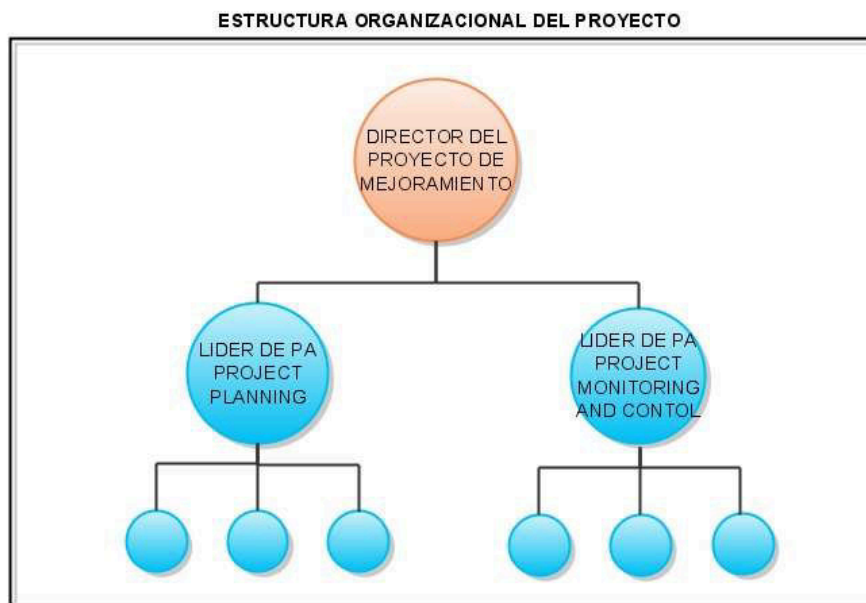 ESTRUCTURA ORGANIZACIONAL DEL PROYECTO
DIRECTOR DEL
PROYECTO DE
MEJORAMIENTO
LIDER DE PA
PROJECT
PLANNING
LIDER DE PA
PROJECT
MONITORING
AND CONTOL